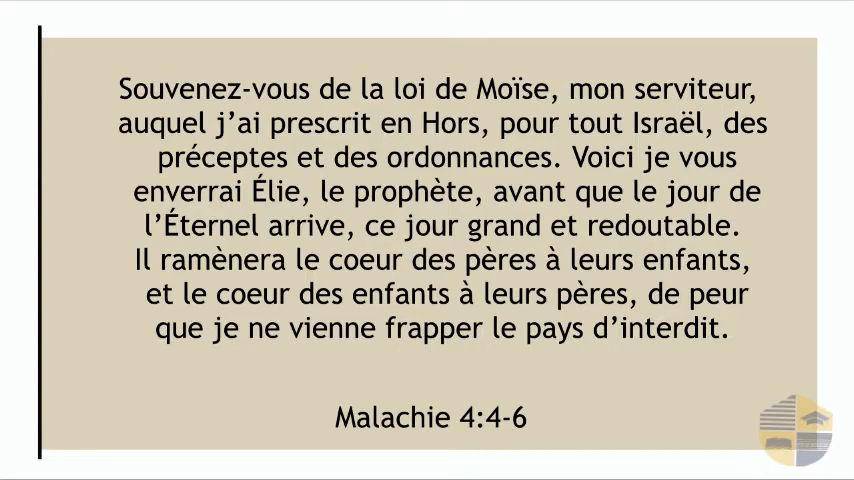 Souvenez-vous de la loi de Moïse, mon serviteur,
auquel j’ai prescrit en Hors, pour tout Israël, des
préceptes et des ordonnances. Voici je vous
enverrai Élie, le prophète, avant que le jour de
l’Éternel arrive, ce jour grand et redoutable.
Il ramènera le coeur des pères à leurs enfants,
et le coeur des enfants à leurs pères, de peur
que je ne vienne frapper le pays d’interdit.
Malachie 4:4-6